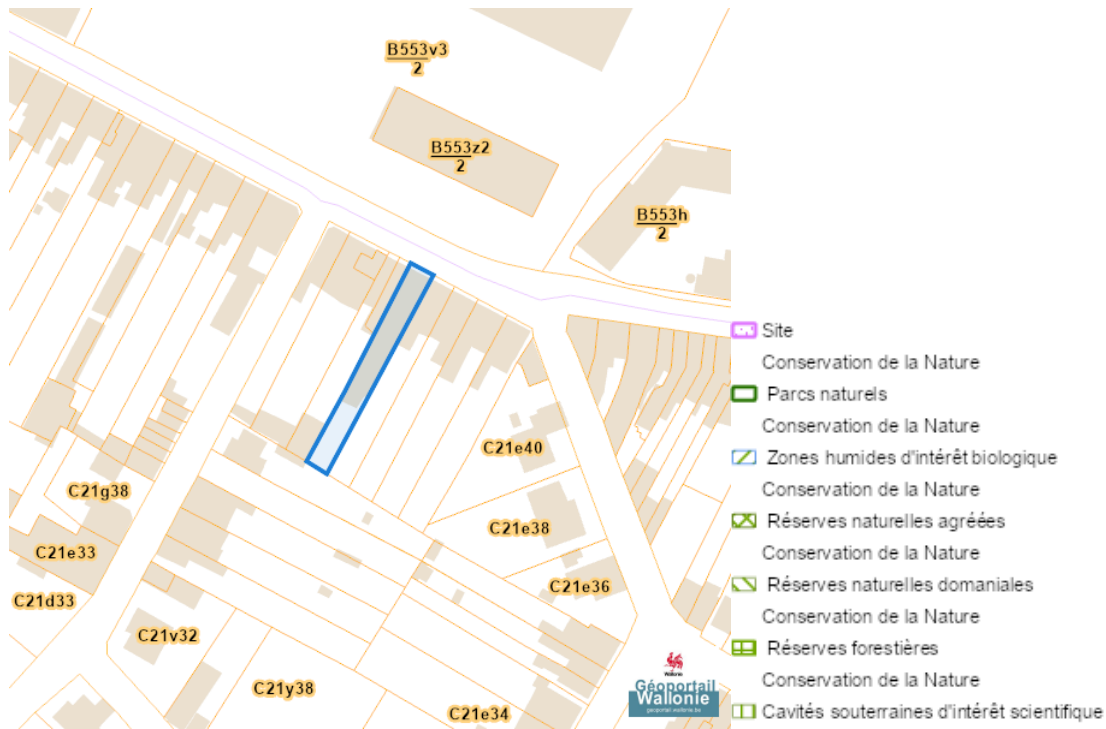 B553v3
2
B553z2
2
B553h
2
C21e40
C21g38
C21e38
C21e33
C21e36
C21d33
C21v32
C21y38
C21e34
Wallonie
Géoportail
Wallonie
geoportail.wallonie.be
Site
Conservation de la Nature
Parcs naturels
Conservation de la Nature
Zones humides d'intérêt biologique
Conservation de la Nature
Réserves naturelles agréées
Conservation de la Nature
Réserves naturelles domaniales
Conservation de la Nature
Réserves forestières
Conservation de la Nature
Cavités souterraines d'intérêt scientifique